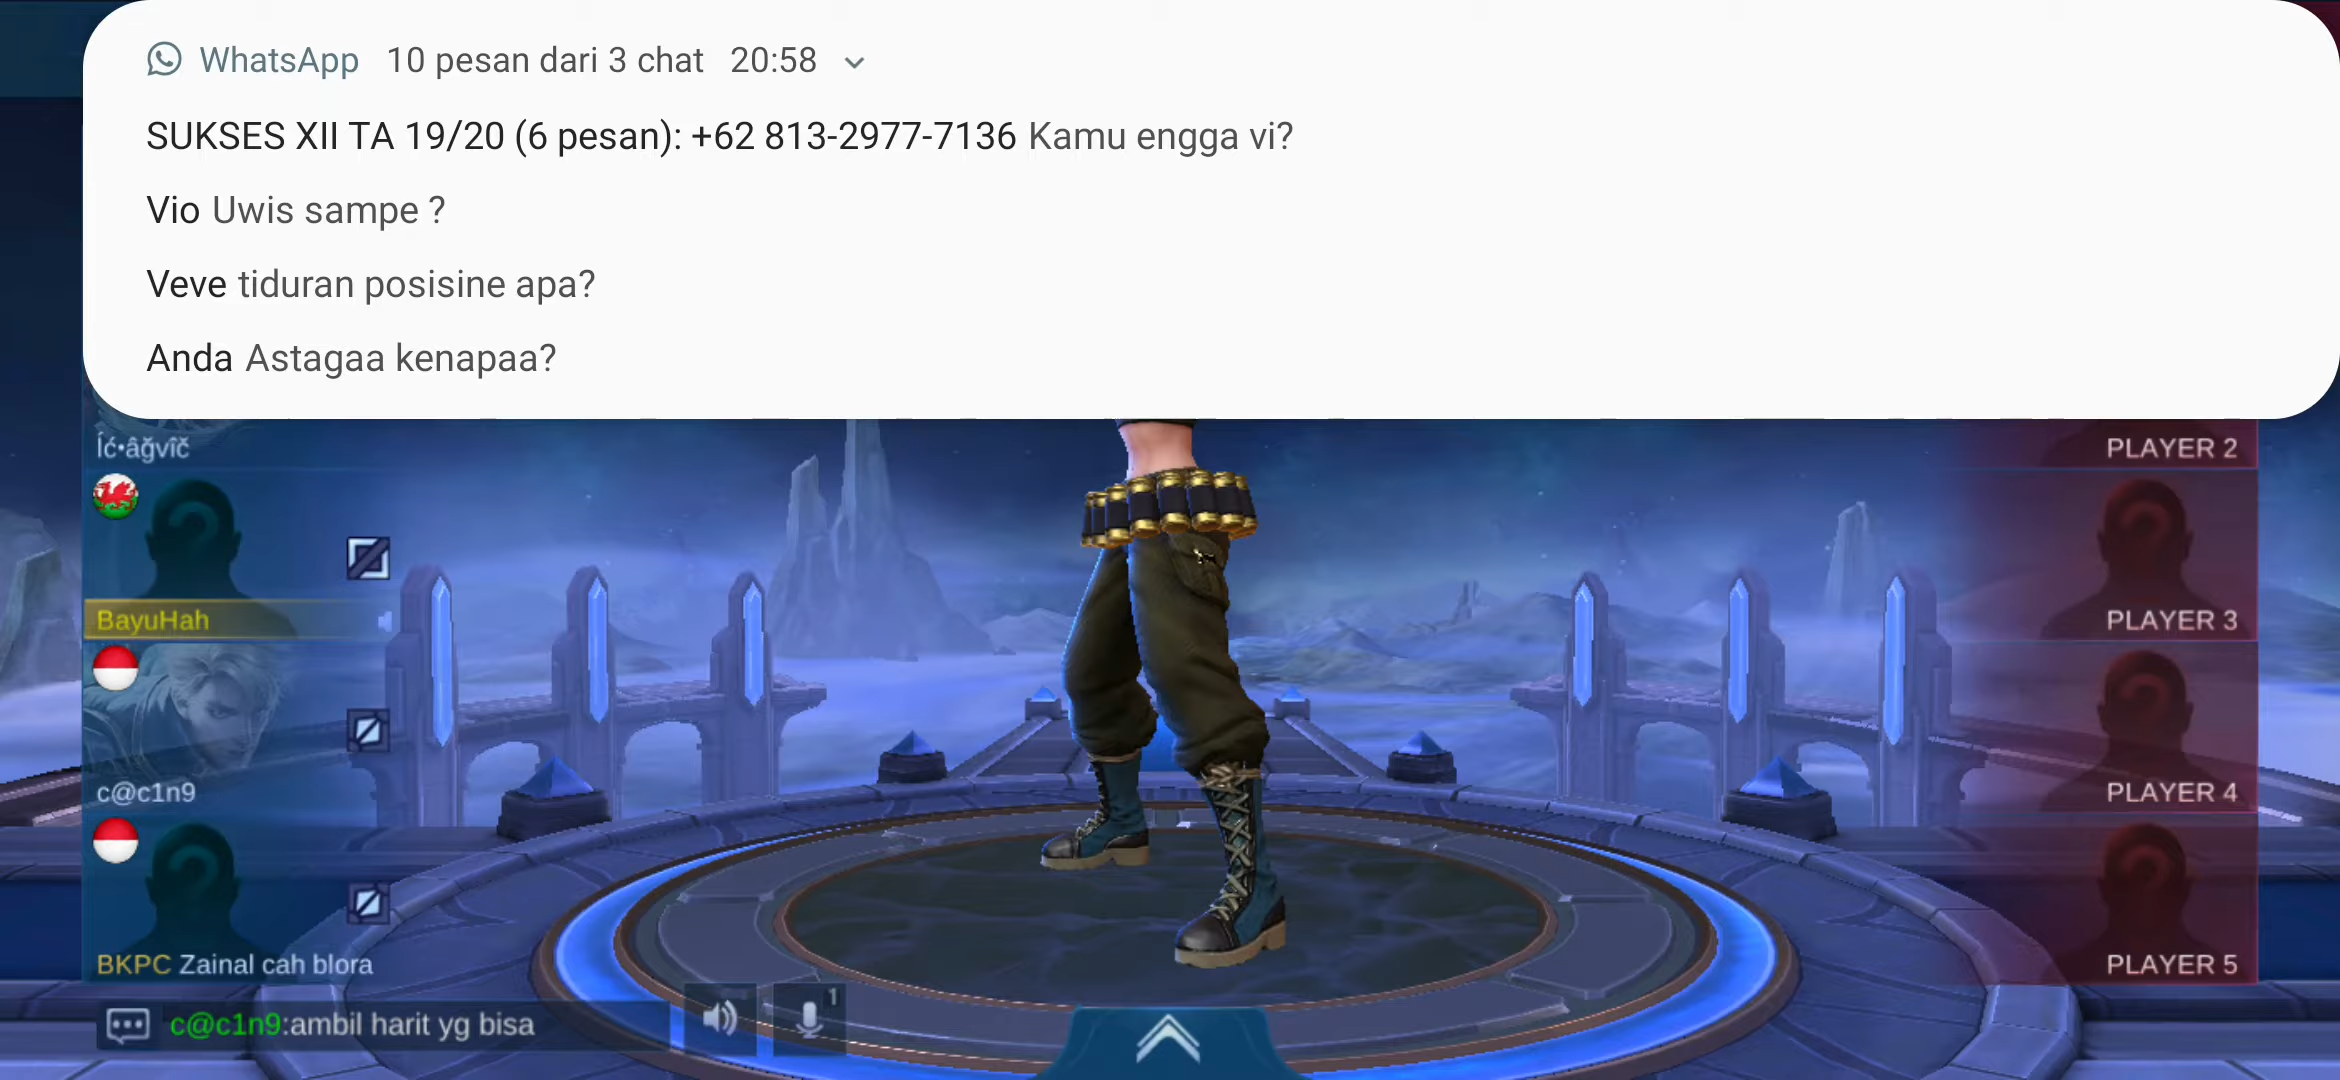 WhatsApp 10 pesan dari 3 chat 20:58
SUKSES XII TA 19/20 (6 pesan): +62 813-2977-7136 Kamu engga vi?
Vio Uwis sampe ?
Veve tiduran posisine apa?
Anda Astagaa kenapaa?
Íć•âğvîč
BayuHah
c@c1n9
BKPC Zainal cah blora
c@c1n9:ambil harit yg bisa
1
PLAYER 2
PLAYER 3
PLAYER 4
PLAYER 5